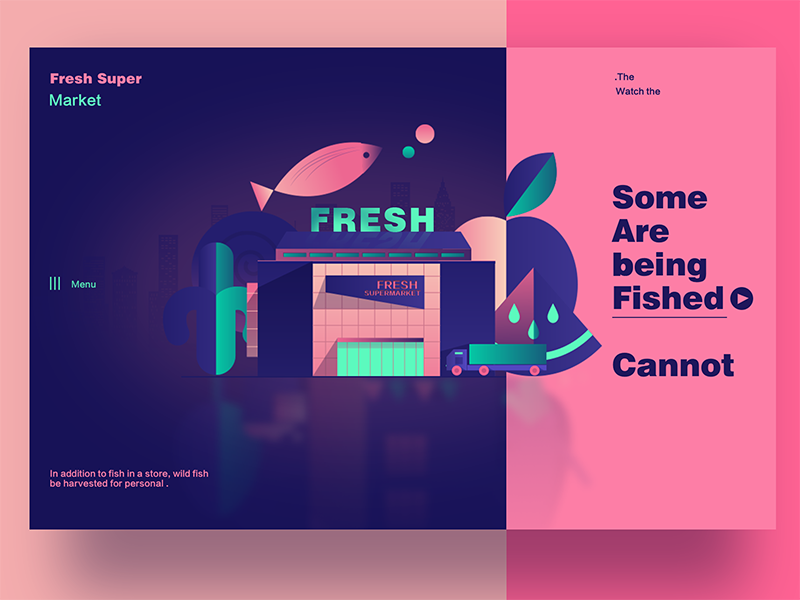 Fresh Super
Market
.The
Watch the
FRESH
Some
Are
being
Fished
Cannot
FRESH
SUPERMARKET
Menu
In addition to fish in a store, wild fish
be harvested for personal .